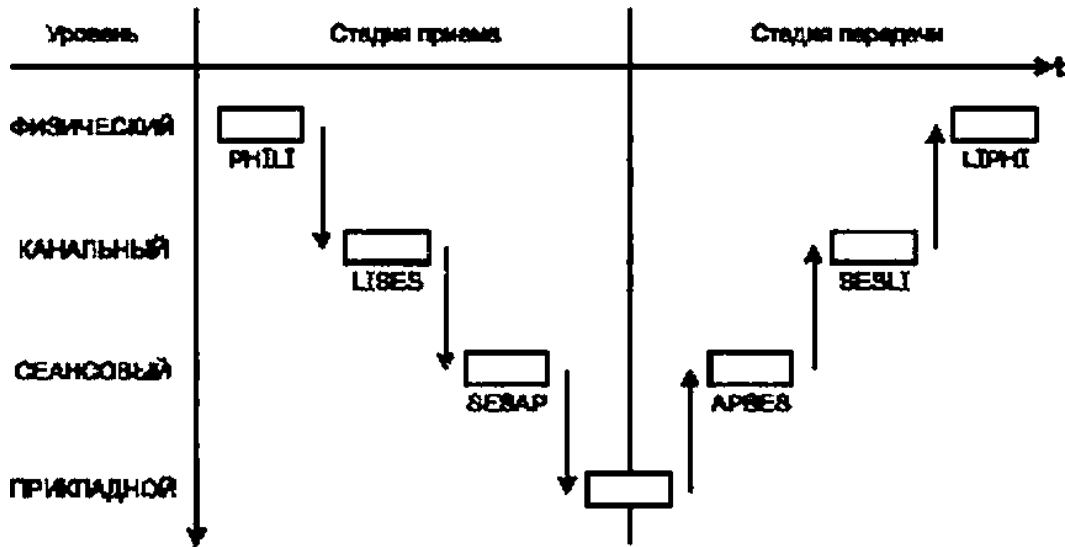 Уровень Стадия приема Стадия передачи
t
ФИЗИЧЕСКИЙ
PHILI LIPHI
КАНАЛЬНЫЙ
LISES SESLI
СЕАНСОВЫЙ
SESAP APSES
ПРИКЛАДНОЙ